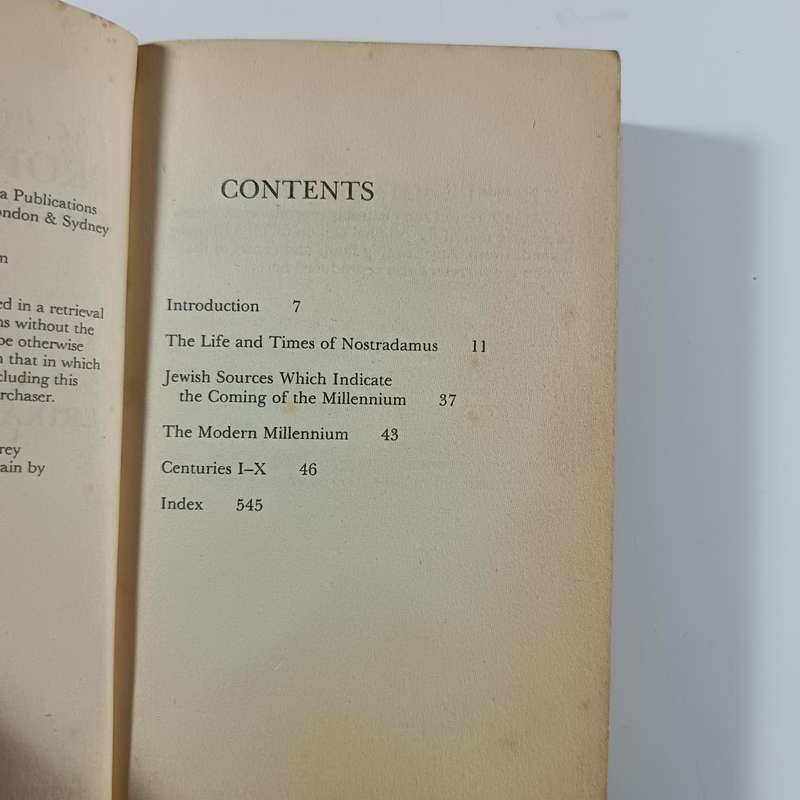 a Publications
ondon & Sydney
n
ed in a retrieval
ns without the
be otherwise
n that in which
cluding this
rchaser.
rey
ain by
CONTENTS
Introduction 7
The Life and Times of Nostradamus 11
Jewish Sources Which Indicate
the Coming of the Millennium 37
The Modern Millennium 43
Centuries I–X 46
Index 545